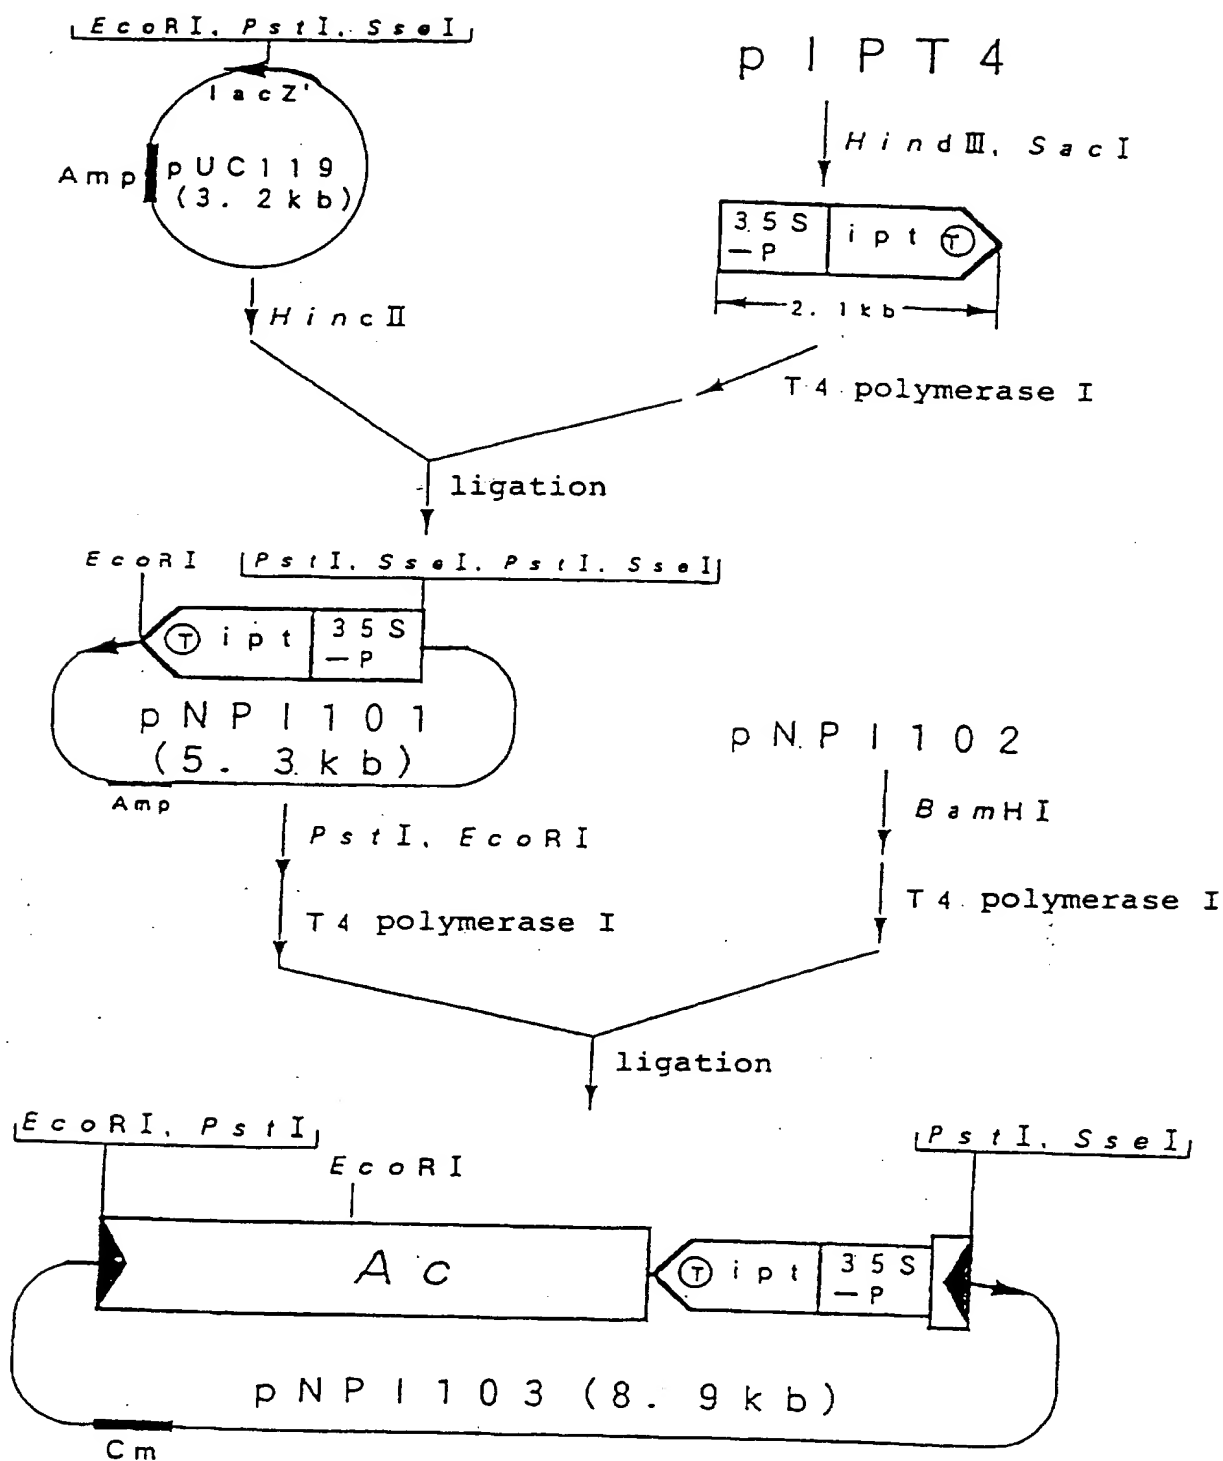 EcoRI, PstI, SseI
lacZ'
Amp
pUC119
(3. 2kb)
HincⅡ
pIPT4
HindⅢ, SacI
35S
—P
ipt
T
2. 1kb
T4 polymerase I
ligation
EcoRI
PstI, SseI, PstI, SseI
T
ipt
35S
—P
pNPI101
(5. 3kb)
Amp
PstI, EcoRI
T4 polymerase I
pNPI102
BamHI
T4 polymerase I
ligation
EcoRI, PstI
EcoRI
PstI, SseI
Ac
T
ipt
35S
—P
pNPI103 (8. 9kb)
Cm